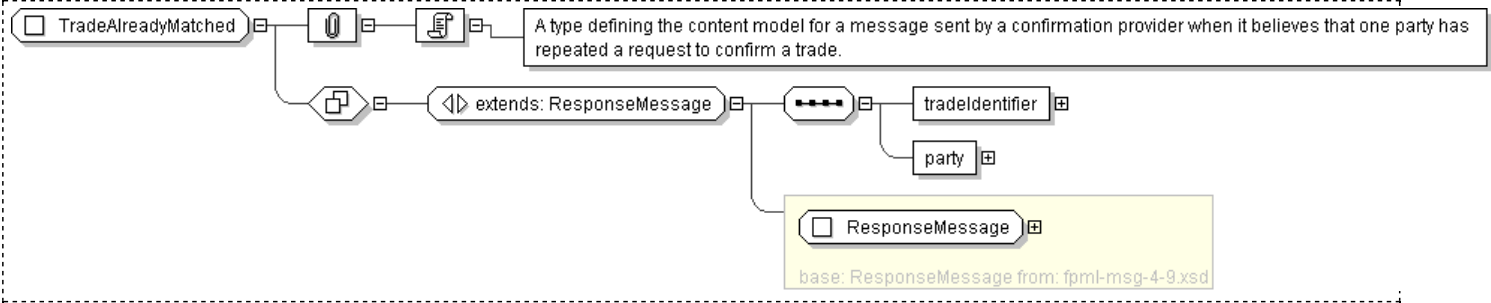 TradeAlreadyMatched
A type defining the content model for a message sent by a confirmation provider when it believes that one party has
repeated a request to confirm a trade.
extends: ResponseMessage
tradeIdentifier
party
ResponseMessage
base: ResponseMessage from: fpml-msg-4-9.xsd